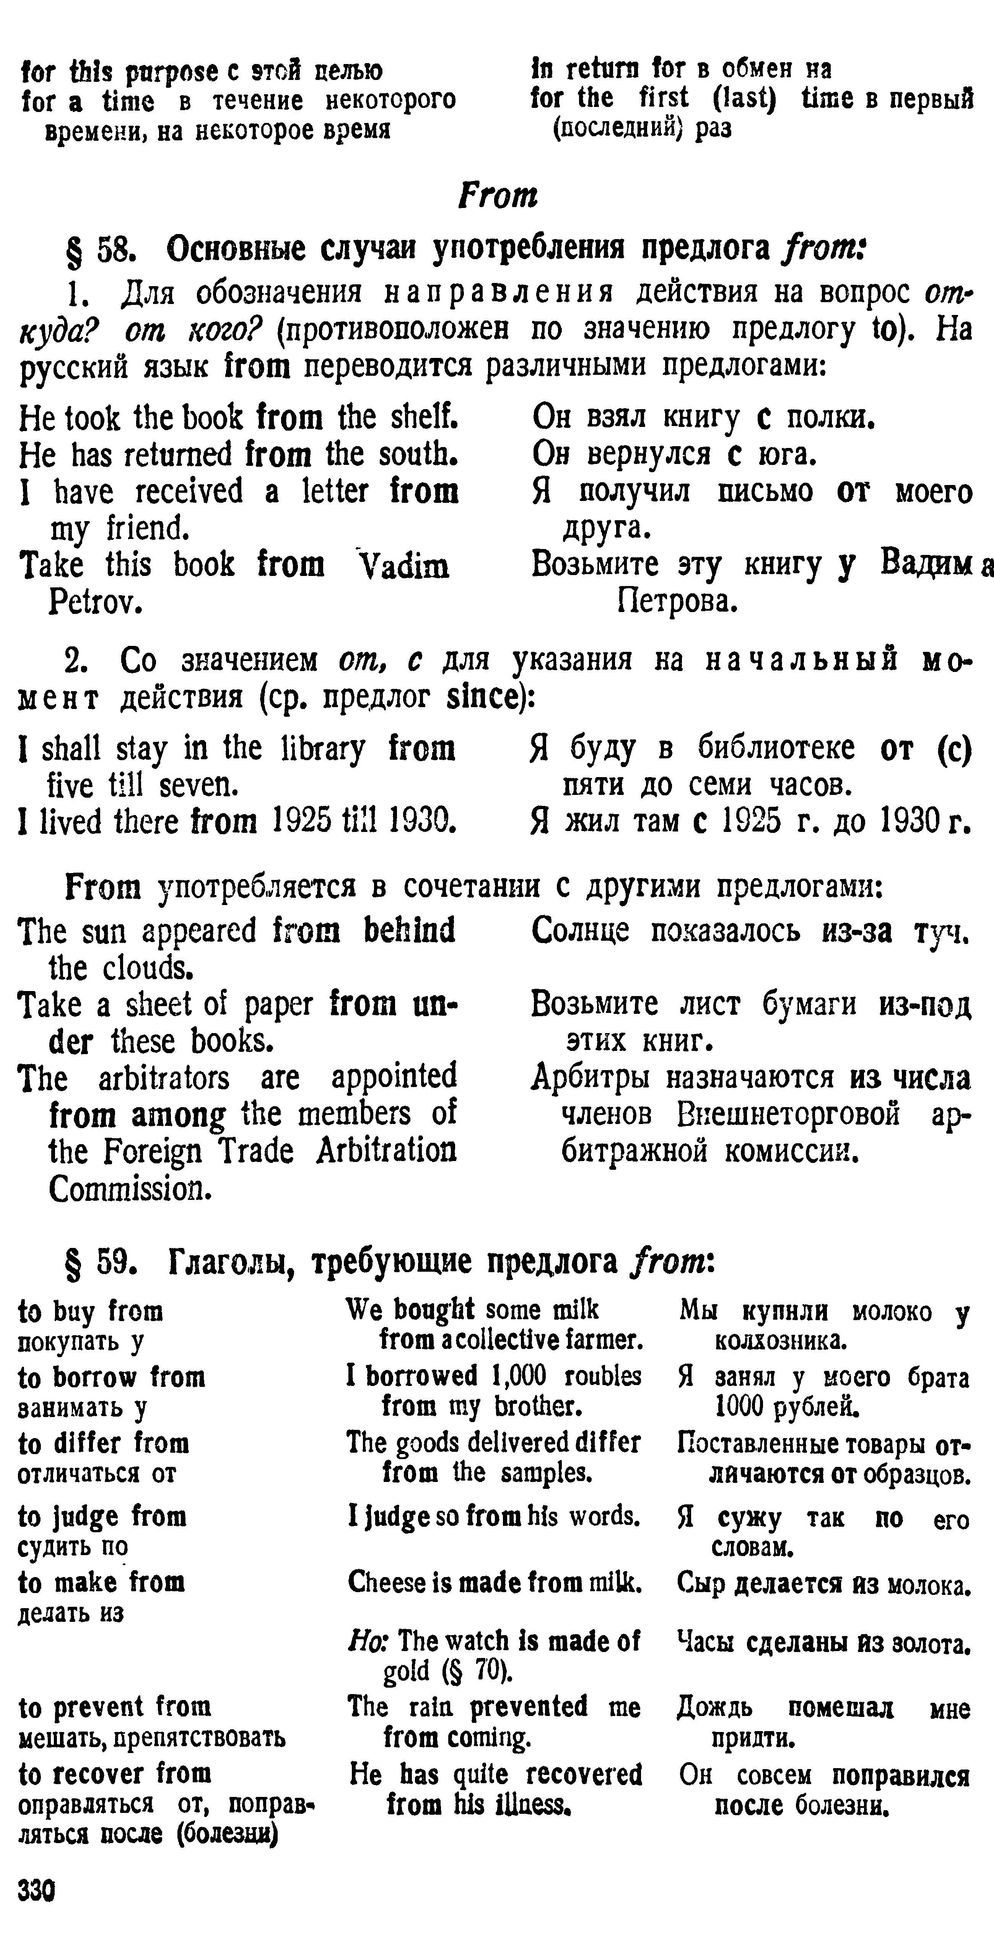 for this purpose с этой целью
for a time в течение некоторого
времени, на некоторое время
in return for в обмен на
for the first (last) time в первый
(последний) раз
From
§ 58. Основные случаи употребления предлога from:
1. Для обозначения направления действия на вопрос от-
куда? от кого? (противоположен по значению предлогу to). На
русский язык from переводится различными предлогами:
He took the book from the shelf. Он взял книгу с полки.
He has returned from the south. Он вернулся с юга.
I have received a letter from Я получил письмо от моего
my friend. друга.
Take this book from Vadim Возьмите эту книгу у Вадима
Petrov. Петрова.
2. Со значением от, с для указания на начальный мо-
мент действия (ср. предлог since):
I shall stay in the library from Я буду в библиотеке от (с)
five till seven. пяти до семи часов.
I lived there from 1925 till 1930. Я жил там с 1925 г. до 1930 г.
From употребляется в сочетании с другими предлогами:
The sun appeared from behind Солнце показалось из-за туч.
the clouds.
Take a sheet of paper from un- Возьмите лист бумаги из-под
der these books. этих книг.
The arbitrators are appointed Арбитры назначаются из числа
from among the members of членов Внешнеторговой ар-
the Foreign Trade Arbitration битражной комиссии.
Commission.
§ 59. Глаголы, требующие предлога from:
to buy from We bought some milk Мы купили молоко у
покупать у from a collective farmer. колхозника.
to borrow from I borrowed 1,000 roubles Я занял у моего брата
занимать у from my brother. 1000 рублей.
to differ from The goods delivered differ Поставленные товары от-
отличаться от from the samples. личаются от образцов.
to judge from I judge so from his words. Я сужу так по его
судить по словам.
to make from Cheese is made from milk. Сыр делается из молока.
делать из
Но: The watch is made of Часы сделаны из золота.
gold (§ 70).
to prevent from The rain prevented me Дождь помешал мне
мешать, препятствовать from coming. придти.
to recover from He has quite recovered Он совсем поправился
оправляться от, поправ- from his illness. после болезни.
ляться после (болезни)
330